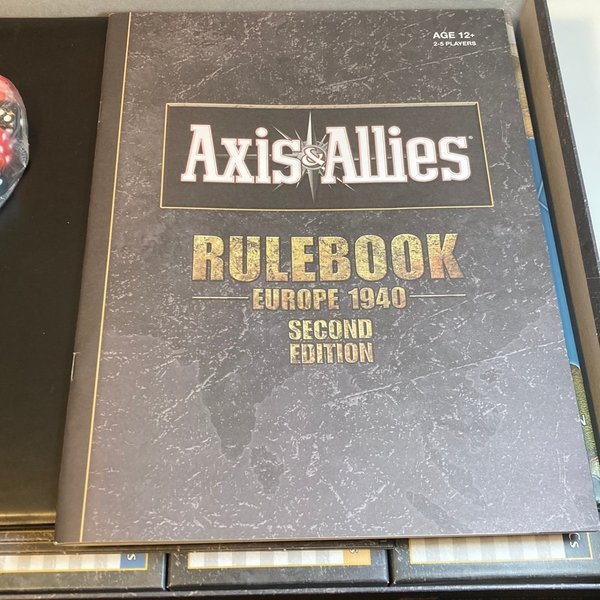 AGE 12+
2-5 PLAYERS
Axis & Allies®
RULEBOOK
EUROPE 1940
SECOND
EDITION